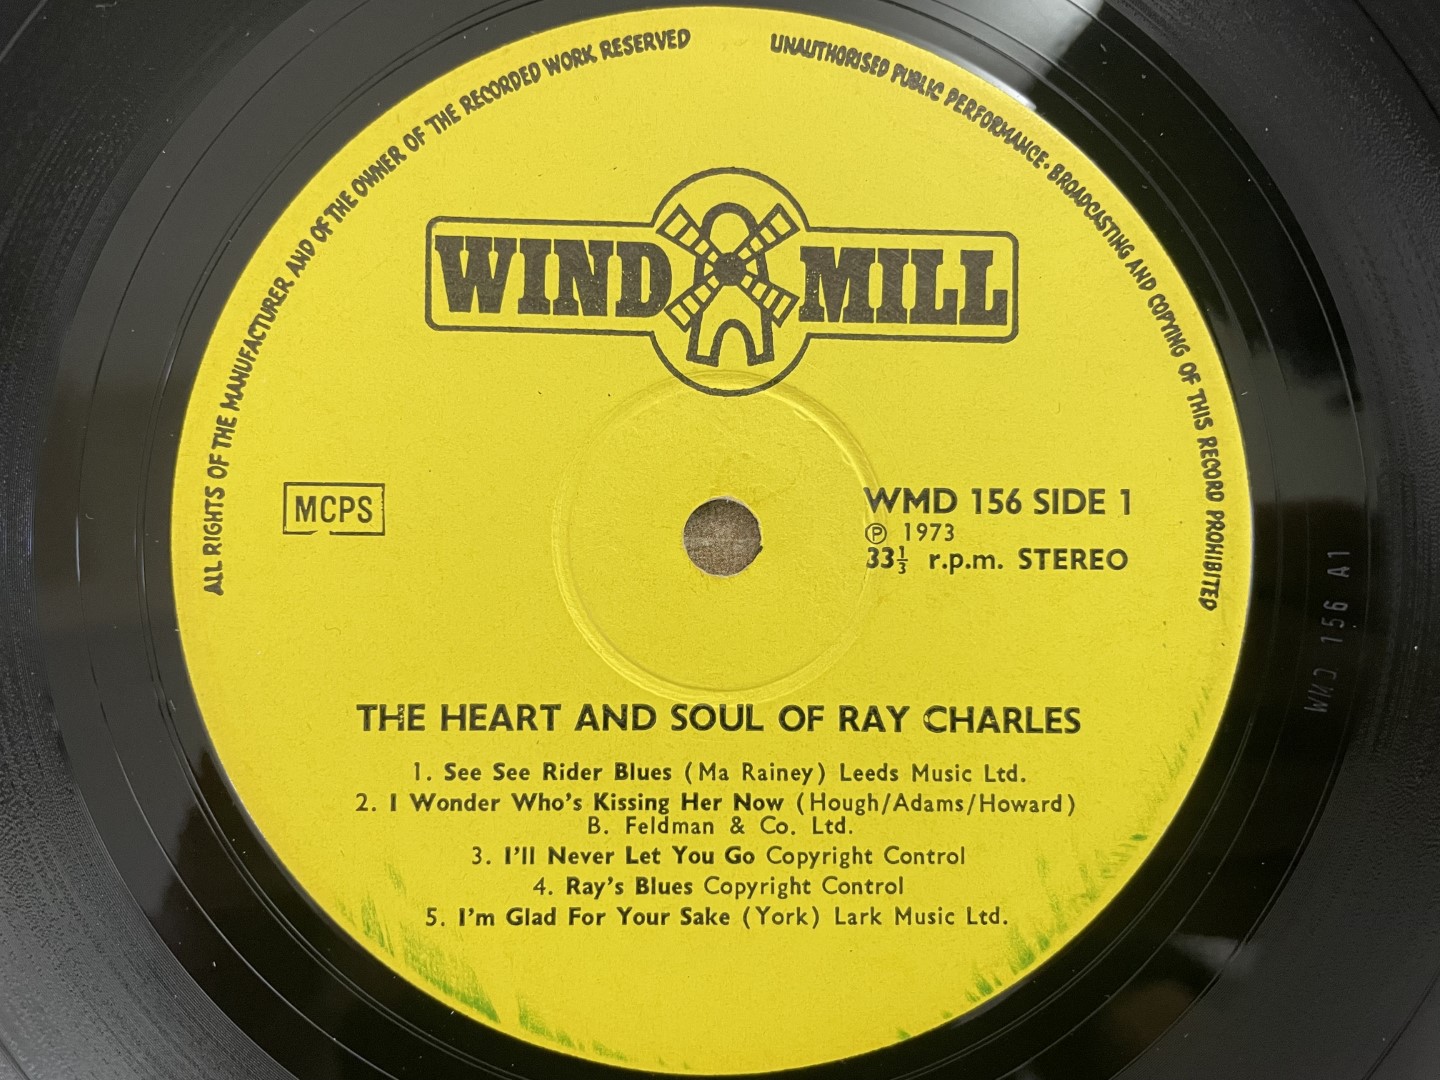 ALL RIGHTS OF THE MANUFACTURER AND OF THE OWNER OF THE RECORDED WORK RESERVED
UNAUTHORISED PUBLIC PERFORMANCE · BROADCASTING AND COPYING OF THIS RECORD PROHIBITED
WIND MILL
MCPS
WMD 156 SIDE 1
℗ 1973
33⅓ r.p.m. STEREO
WMD 156 A1
THE HEART AND SOUL OF RAY CHARLES
1. See See Rider Blues (Ma Rainey) Leeds Music Ltd.
2. I Wonder Who's Kissing Her Now (Hough/Adams/Howard)
B. Feldman & Co. Ltd.
3. I'll Never Let You Go Copyright Control
4. Ray's Blues Copyright Control
5. I'm Glad For Your Sake (York) Lark Music Ltd.